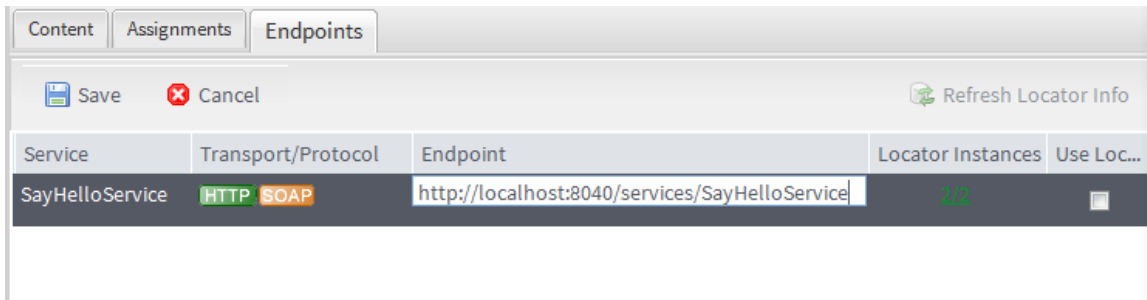 Content Assignments Endpoints
Save Cancel Refresh Locator Info
Service Transport/Protocol Endpoint Locator Instances Use Loc...
SayHelloService HTTP SOAP http://localhost:8040/services/SayHelloService 2/2